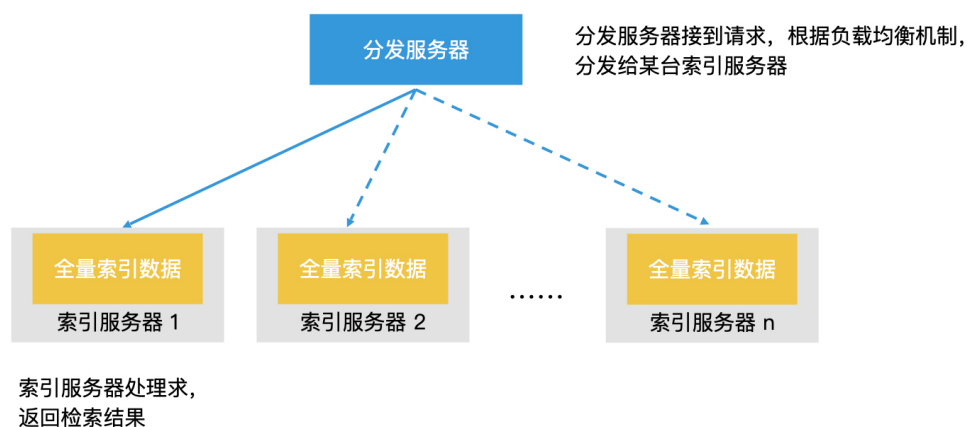 分发服务器
分发服务器接到请求，根据负载均衡机制,
分发给某台索引服务器
全量索引数据
全量索引数据
全量索引数据
……
索引服务器 1
索引服务器 2
索引服务器 n
索引服务器处理求，
返回检索结果